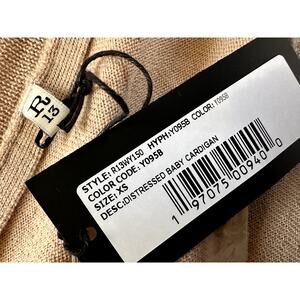 R
13
STYLE: R13WY150 HYPH:Y095B COLOR: Y095B
COLOR CODE: Y095B
SIZE: XS
DESC:DISTRESSED BABY CARDIGAN
1 97075 00940 0